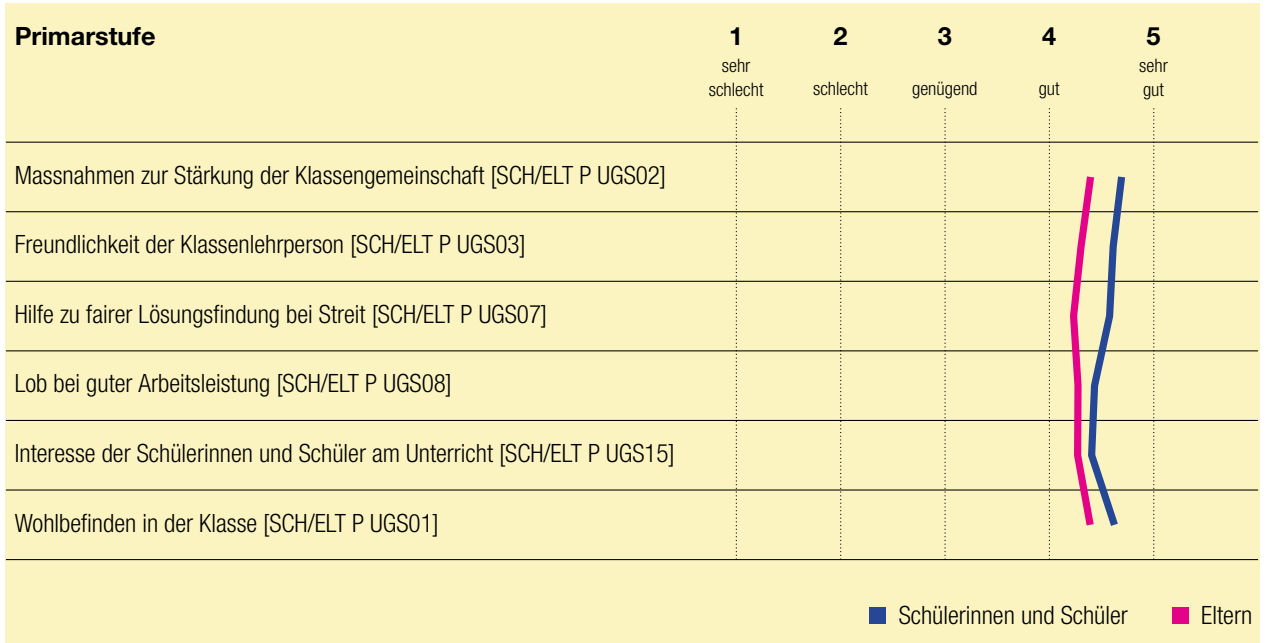 Primarstufe 1 2 3 4 5
sehr schlecht schlecht genügend gut sehr gut
Massnahmen zur Stärkung der Klassengemeinschaft [SCH/ELT P UGS02]
Freundlichkeit der Klassenlehrperson [SCH/ELT P UGS03]
Hilfe zu fairer Lösungsfindung bei Streit [SCH/ELT P UGS07]
Lob bei guter Arbeitsleistung [SCH/ELT P UGS08]
Interesse der Schülerinnen und Schüler am Unterricht [SCH/ELT P UGS15]
Wohlbefinden in der Klasse [SCH/ELT P UGS01]
Schülerinnen und Schüler Eltern